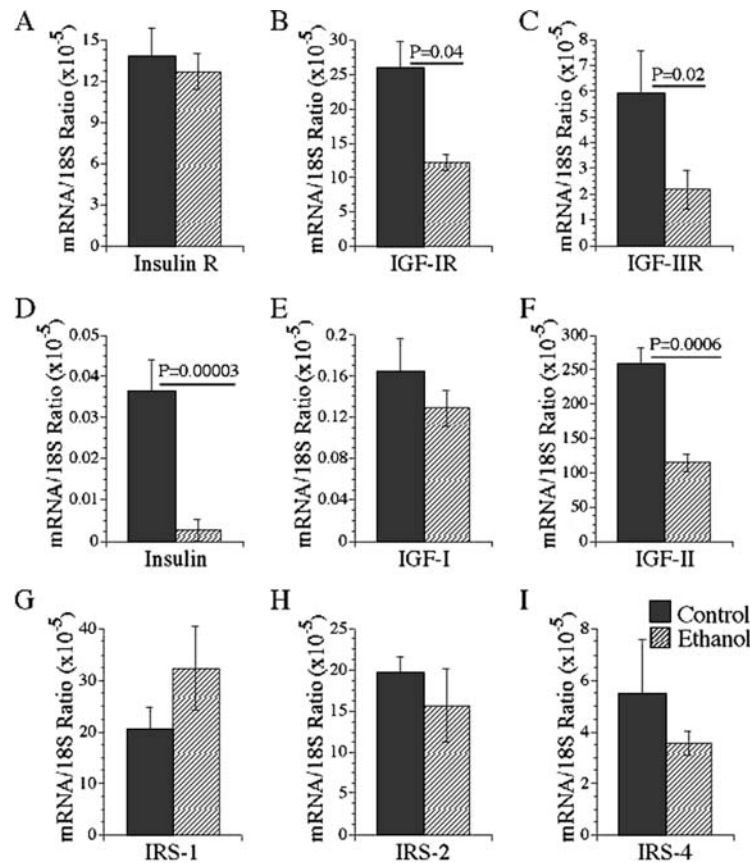 A
mRNA/18S Ratio (x10-5)
15
12
9
6
3
0
Insulin R
B
mRNA/18S Ratio (x10-5)
30
25
20
15
10
5
0
P=0.04
IGF-IR
C
mRNA/18S Ratio (x10-5)
8
7
6
5
4
3
2
1
0
P=0.02
IGF-IIR
D
mRNA/18S Ratio (x10-5)
0.05
0.04
0.03
0.02
0.01
0
P=0.00003
Insulin
E
mRNA/18S Ratio (x10-5)
0.2
0.16
0.12
0.08
0.04
IGF-I
F
mRNA/18S Ratio (x10-5)
300
250
200
150
100
50
0
P=0.0006
IGF-II
G
mRNA/18S Ratio (x10-5)
40
30
20
10
0
IRS-1
H
mRNA/18S Ratio (x10-5)
25
20
15
10
5
0
IRS-2
I
Control
Ethanol
mRNA/18S Ratio (x10-5)
8
6
4
2
0
IRS-4